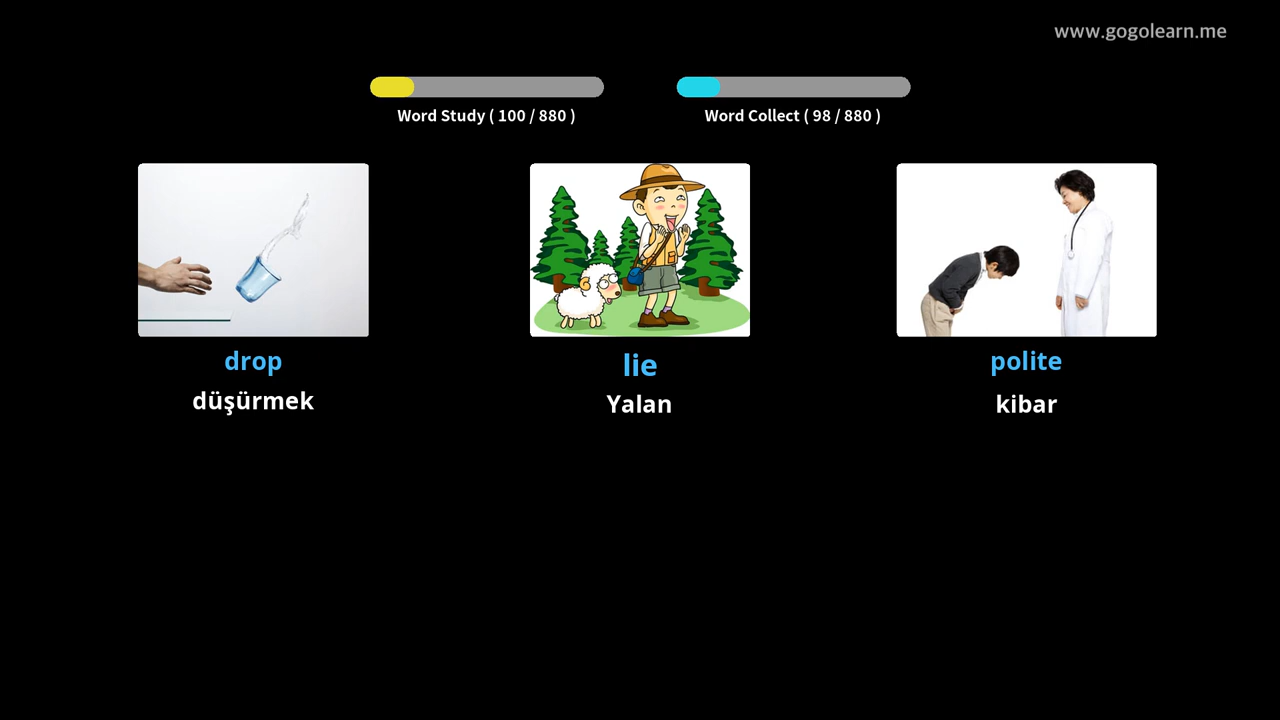 www.gogolearn.me
Word Study ( 100 / 880 )
Word Collect ( 98 / 880 )
drop
lie
polite
düşürmek
Yalan
kibar